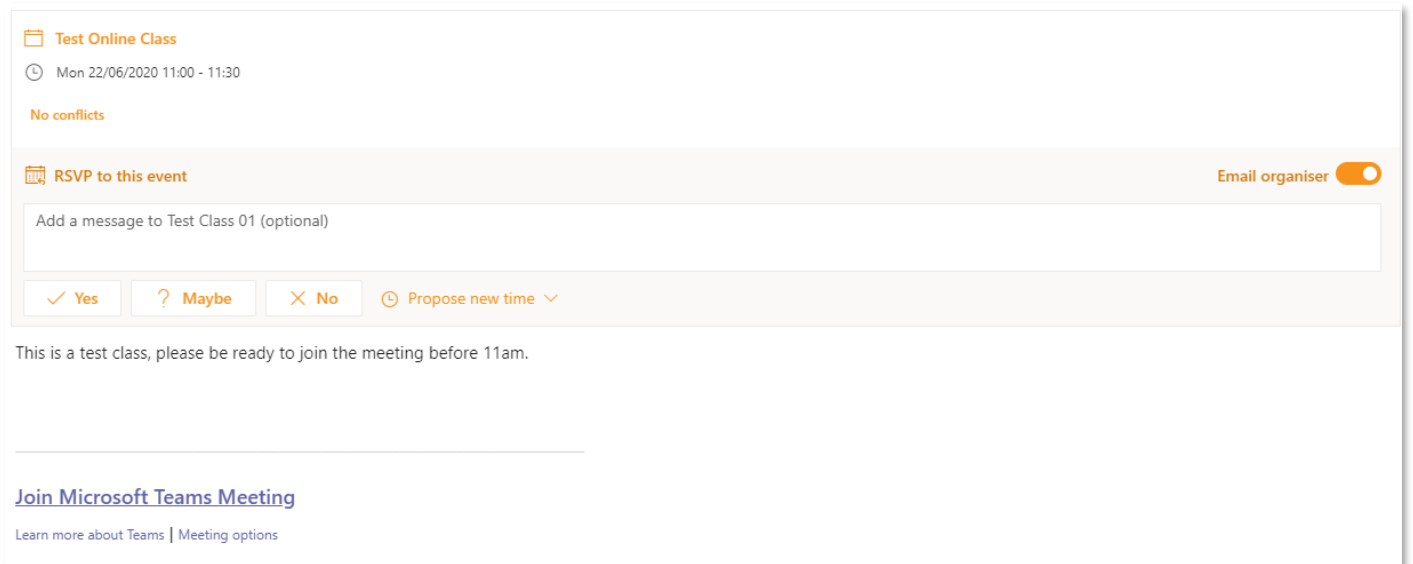 Test Online Class
Mon 22/06/2020 11:00 - 11:30
No conflicts
RSVP to this event
Email organiser
Add a message to Test Class 01 (optional)
Yes ? Maybe No Propose new time
This is a test class, please be ready to join the meeting before 11am.
Join Microsoft Teams Meeting
Learn more about Teams | Meeting options